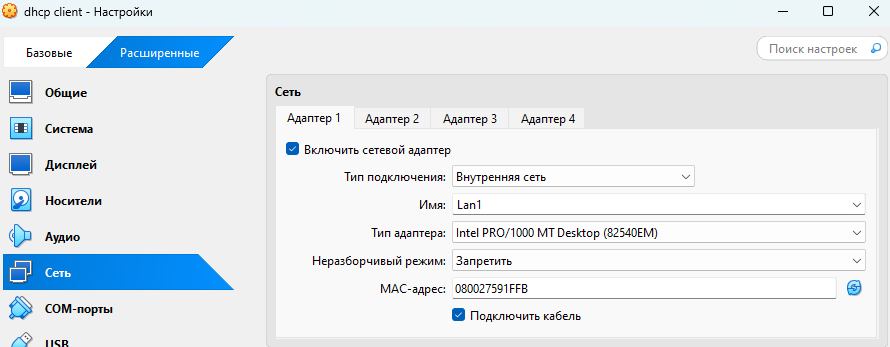 dhcp client - Настройки
Базовые
Расширенные
Поиск настроек
Общие
Система
Дисплей
Носители
Аудио
Сеть
COM-порты
USB
Сеть
Адаптер 1
Адаптер 2
Адаптер 3
Адаптер 4
Включить сетевой адаптер
Тип подключения: Внутренняя сеть
Имя: Lan1
Тип адаптера: Intel PRO/1000 MT Desktop (82540EM)
Неразборчивый режим: Запретить
MAC-адрес: 080027591FFB
Подключить кабель